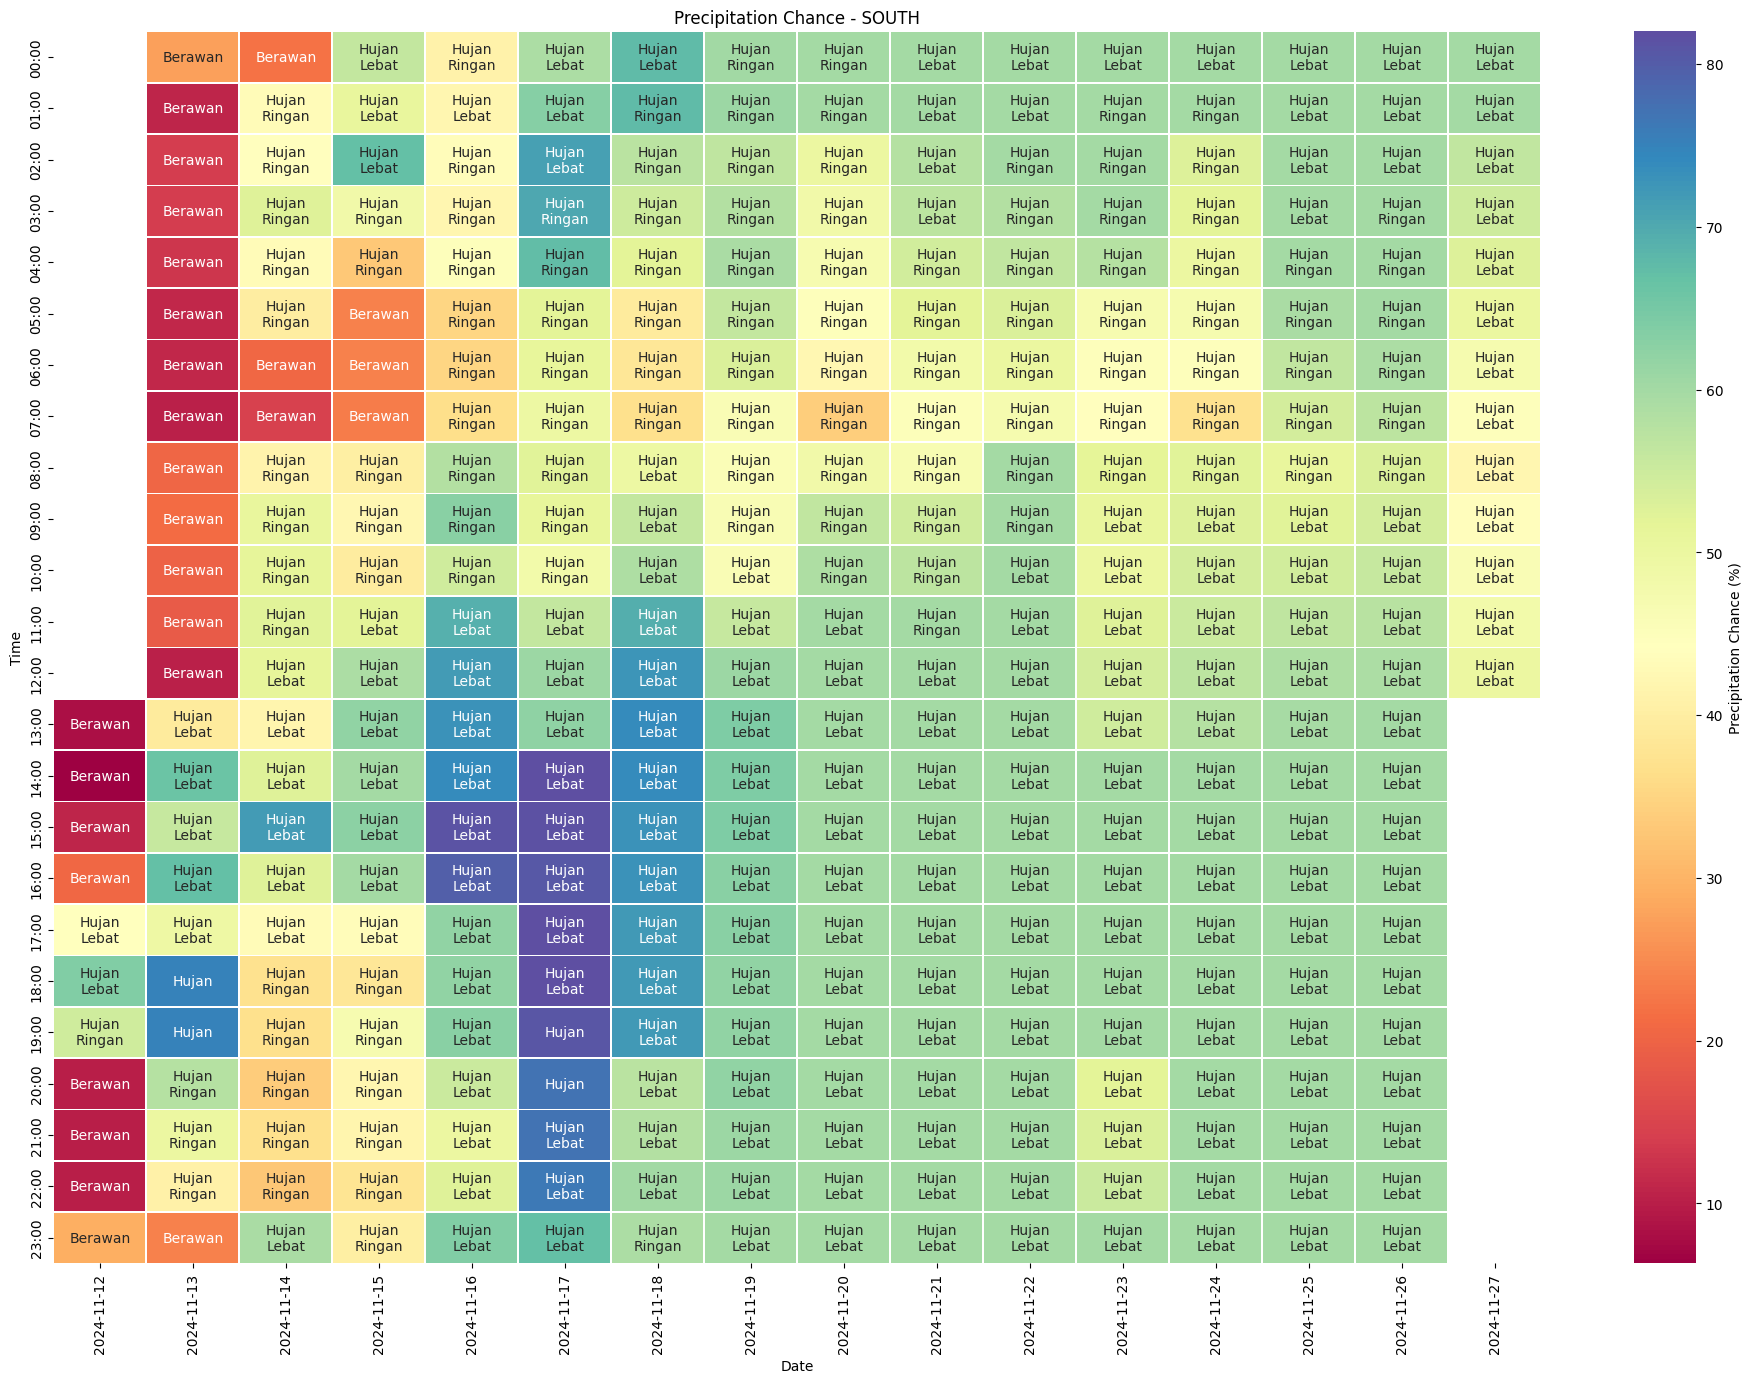 Precipitation Chance - SOUTH
00:00 Berawan Berawan Hujan Lebat Hujan Ringan Hujan Lebat Hujan Lebat Hujan Ringan Hujan Ringan Hujan Lebat Hujan Lebat Hujan Lebat Hujan Lebat Hujan Lebat Hujan Lebat Hujan Lebat
01:00 Berawan Hujan Ringan Hujan Lebat Hujan Lebat Hujan Lebat Hujan Ringan Hujan Ringan Hujan Ringan Hujan Lebat Hujan Lebat Hujan Ringan Hujan Ringan Hujan Lebat Hujan Lebat Hujan Lebat
02:00 Berawan Hujan Ringan Hujan Lebat Hujan Ringan Hujan Lebat Hujan Ringan Hujan Ringan Hujan Ringan Hujan Lebat Hujan Ringan Hujan Ringan Hujan Ringan Hujan Lebat Hujan Lebat Hujan Lebat
03:00 Berawan Hujan Ringan Hujan Ringan Hujan Ringan Hujan Ringan Hujan Ringan Hujan Ringan Hujan Ringan Hujan Lebat Hujan Ringan Hujan Ringan Hujan Ringan Hujan Lebat Hujan Ringan Hujan Lebat
04:00 Berawan Hujan Ringan Hujan Ringan Hujan Ringan Hujan Ringan Hujan Ringan Hujan Ringan Hujan Ringan Hujan Ringan Hujan Ringan Hujan Ringan Hujan Ringan Hujan Ringan Hujan Ringan Hujan Lebat
05:00 Berawan Hujan Ringan Berawan Hujan Ringan Hujan Ringan Hujan Ringan Hujan Ringan Hujan Ringan Hujan Ringan Hujan Ringan Hujan Ringan Hujan Ringan Hujan Ringan Hujan Ringan Hujan Lebat
06:00 Berawan Berawan Berawan Hujan Ringan Hujan Ringan Hujan Ringan Hujan Ringan Hujan Ringan Hujan Ringan Hujan Ringan Hujan Ringan Hujan Ringan Hujan Ringan Hujan Ringan Hujan Lebat
07:00 Berawan Berawan Berawan Hujan Ringan Hujan Ringan Hujan Ringan Hujan Ringan Hujan Ringan Hujan Ringan Hujan Ringan Hujan Ringan Hujan Ringan Hujan Ringan Hujan Ringan Hujan Lebat
08:00 Berawan Hujan Ringan Hujan Ringan Hujan Ringan Hujan Ringan Hujan Lebat Hujan Ringan Hujan Ringan Hujan Ringan Hujan Ringan Hujan Ringan Hujan Ringan Hujan Ringan Hujan Ringan Hujan Lebat
09:00 Berawan Hujan Ringan Hujan Ringan Hujan Ringan Hujan Ringan Hujan Lebat Hujan Ringan Hujan Ringan Hujan Ringan Hujan Ringan Hujan Lebat Hujan Lebat Hujan Lebat Hujan Lebat Hujan Lebat
10:00 Berawan Hujan Ringan Hujan Ringan Hujan Ringan Hujan Ringan Hujan Lebat Hujan Lebat Hujan Ringan Hujan Ringan Hujan Lebat Hujan Lebat Hujan Lebat Hujan Lebat Hujan Lebat Hujan Lebat
11:00 Berawan Hujan Ringan Hujan Lebat Hujan Lebat Hujan Lebat Hujan Lebat Hujan Lebat Hujan Lebat Hujan Ringan Hujan Lebat Hujan Lebat Hujan Lebat Hujan Lebat Hujan Lebat Hujan Lebat
12:00 Berawan Hujan Lebat Hujan Lebat Hujan Lebat Hujan Lebat Hujan Lebat Hujan Lebat Hujan Lebat Hujan Lebat Hujan Lebat Hujan Lebat Hujan Lebat Hujan Lebat Hujan Lebat Hujan Lebat
13:00 Berawan Hujan Lebat Hujan Lebat Hujan Lebat Hujan Lebat Hujan Lebat Hujan Lebat Hujan Lebat Hujan Lebat Hujan Lebat Hujan Lebat Hujan Lebat Hujan Lebat Hujan Lebat Hujan Lebat
14:00 Berawan Hujan Lebat Hujan Lebat Hujan Lebat Hujan Lebat Hujan Lebat Hujan Lebat Hujan Lebat Hujan Lebat Hujan Lebat Hujan Lebat Hujan Lebat Hujan Lebat Hujan Lebat Hujan Lebat
15:00 Berawan Hujan Lebat Hujan Lebat Hujan Lebat Hujan Lebat Hujan Lebat Hujan Lebat Hujan Lebat Hujan Lebat Hujan Lebat Hujan Lebat Hujan Lebat Hujan Lebat Hujan Lebat Hujan Lebat
16:00 Berawan Hujan Lebat Hujan Lebat Hujan Lebat Hujan Lebat Hujan Lebat Hujan Lebat Hujan Lebat Hujan Lebat Hujan Lebat Hujan Lebat Hujan Lebat Hujan Lebat Hujan Lebat Hujan Lebat
17:00 Hujan Lebat Hujan Lebat Hujan Lebat Hujan Lebat Hujan Lebat Hujan Lebat Hujan Lebat Hujan Lebat Hujan Lebat Hujan Lebat Hujan Lebat Hujan Lebat Hujan Lebat Hujan Lebat Hujan Lebat
18:00 Hujan Lebat Hujan Hujan Ringan Hujan Ringan Hujan Lebat Hujan Lebat Hujan Lebat Hujan Lebat Hujan Lebat Hujan Lebat Hujan Lebat Hujan Lebat Hujan Lebat Hujan Lebat Hujan Lebat
19:00 Hujan Ringan Hujan Hujan Ringan Hujan Ringan Hujan Lebat Hujan Hujan Lebat Hujan Lebat Hujan Lebat Hujan Lebat Hujan Lebat Hujan Lebat Hujan Lebat Hujan Lebat Hujan Lebat
20:00 Berawan Hujan Ringan Hujan Ringan Hujan Ringan Hujan Lebat Hujan Hujan Lebat Hujan Lebat Hujan Lebat Hujan Lebat Hujan Lebat Hujan Lebat Hujan Lebat Hujan Lebat Hujan Lebat
21:00 Berawan Hujan Ringan Hujan Ringan Hujan Ringan Hujan Lebat Hujan Lebat Hujan Lebat Hujan Lebat Hujan Lebat Hujan Lebat Hujan Lebat Hujan Lebat Hujan Lebat Hujan Lebat Hujan Lebat
22:00 Berawan Hujan Ringan Hujan Ringan Hujan Ringan Hujan Lebat Hujan Lebat Hujan Lebat Hujan Lebat Hujan Lebat Hujan Lebat Hujan Lebat Hujan Lebat Hujan Lebat Hujan Lebat Hujan Lebat
23:00 Berawan Berawan Hujan Lebat Hujan Ringan Hujan Lebat Hujan Lebat Hujan Ringan Hujan Lebat Hujan Lebat Hujan Lebat Hujan Lebat Hujan Lebat Hujan Lebat Hujan Lebat Hujan Lebat
2024-11-12 2024-11-13 2024-11-14 2024-11-15 2024-11-16 2024-11-17 2024-11-18 2024-11-19 2024-11-20 2024-11-21 2024-11-22 2024-11-23 2024-11-24 2024-11-25 2024-11-26 2024-11-27
Time
Date
80
70
60
50
40
30
20
10
Precipitation Chance (%)